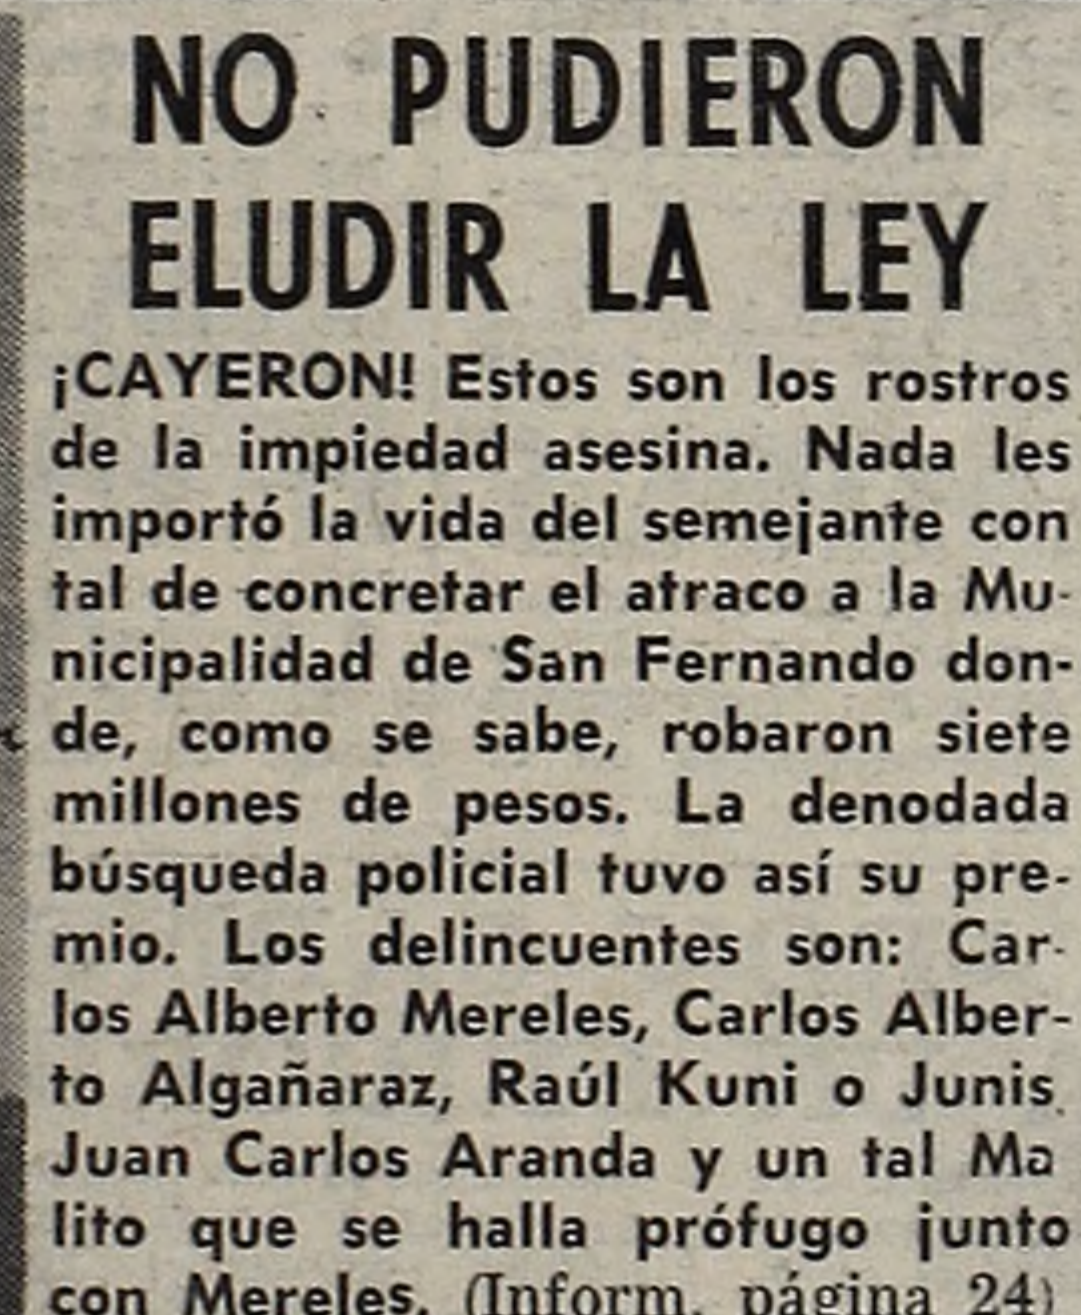 NO PUDIERON
ELUDIR LA LEY
¡CAYERON! Estos son los rostros
de la impiedad asesina. Nada les
importó la vida del semejante con
tal de concretar el atraco a la Mu-
nicipalidad de San Fernando don-
de, como se sabe, robaron siete
millones de pesos. La denodada
búsqueda policial tuvo así su pre-
mio. Los delincuentes son: Car-
los Alberto Mereles, Carlos Alber-
to Algañaraz, Raúl Kuni o Junis,
Juan Carlos Aranda y un tal Ma
lito que se halla prófugo junto
con Mereles. (Inform. página 24)